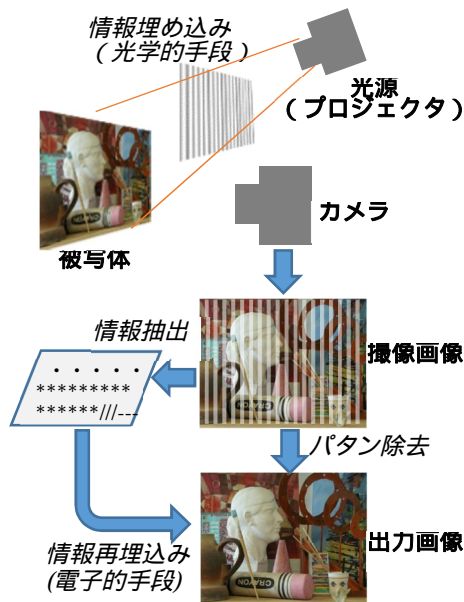 情報埋め込み
(光学的手段)
光源
(プロジェクタ)
カメラ
被写体
情報抽出
撮像画像
・・・・・
*********
******///---
パタン除去
情報再埋込み
(電子的手段)
出力画像
CRAYON
CRAYON
CRAYON